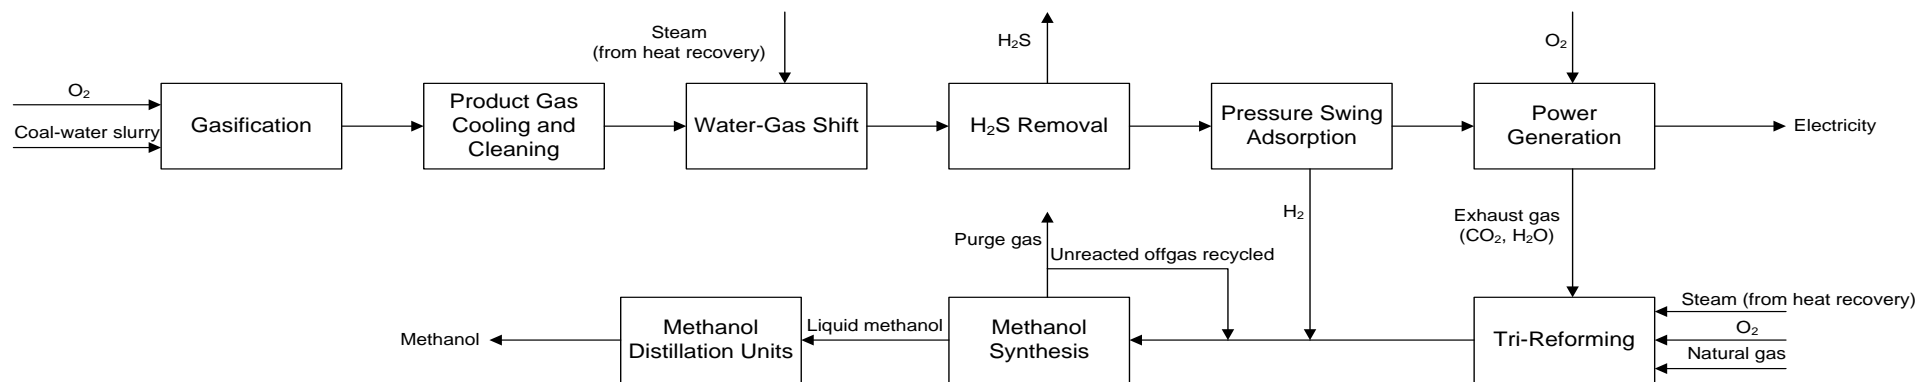 Steam
(from heat recovery)
H₂S
O₂
O₂
Coal-water slurry
Gasification
Product Gas
Cooling and
Cleaning
Water-Gas Shift
H₂S Removal
Pressure Swing
Adsorption
Power
Generation
Electricity
H₂
Exhaust gas
(CO₂, H₂O)
Purge gas
Unreacted offgas recycled
Methanol
Methanol
Distillation Units
Liquid methanol
Methanol
Synthesis
Tri-Reforming
Steam (from heat recovery)
O₂
Natural gas